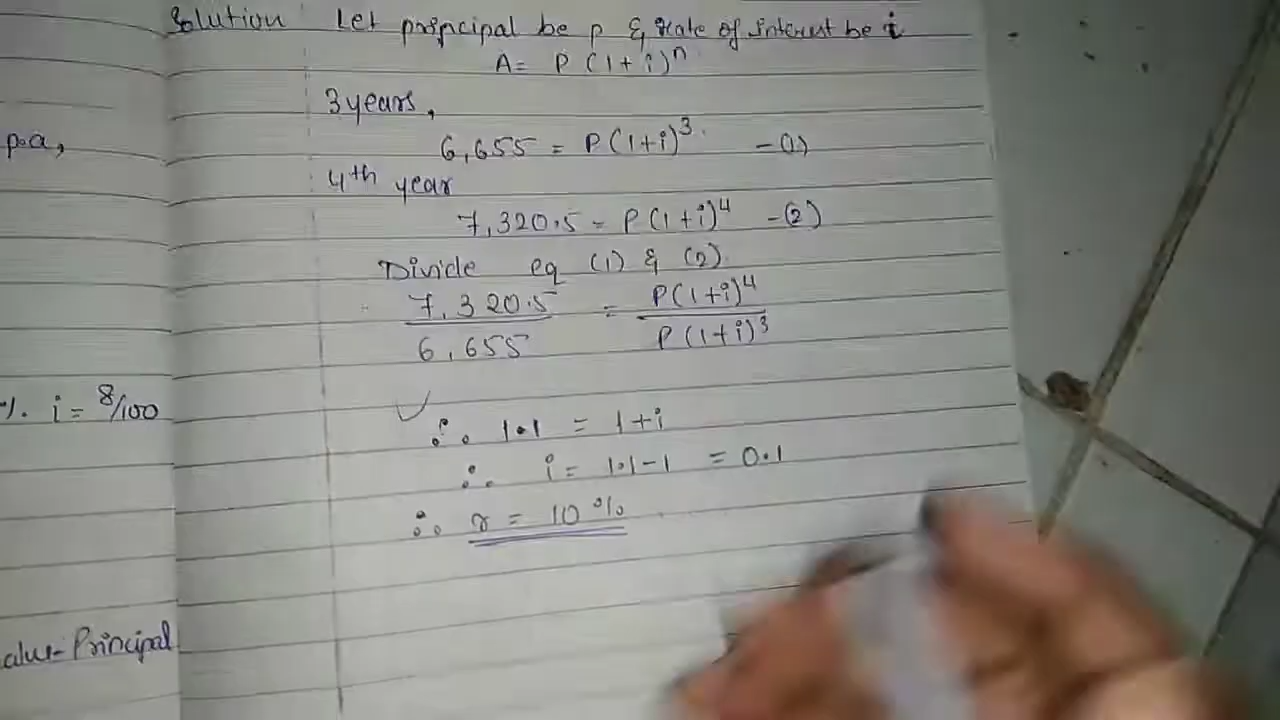 Solution Let principal be p & rate of interest be i
A = P (1+i)^n
3 years,
p.a,
6,655 = P(1+i)^3 -(1)
4th year
7,320.5 = P(1+i)^4 -(2)
Divide eq (1) & (2)
7,320.5 = P(1+i)^4
6,655 P(1+i)^3
%. i = 8/100
∴ 1.1 = 1+i
∴ i = 1.1-1 = 0.1
∴ r = 10%
Principal